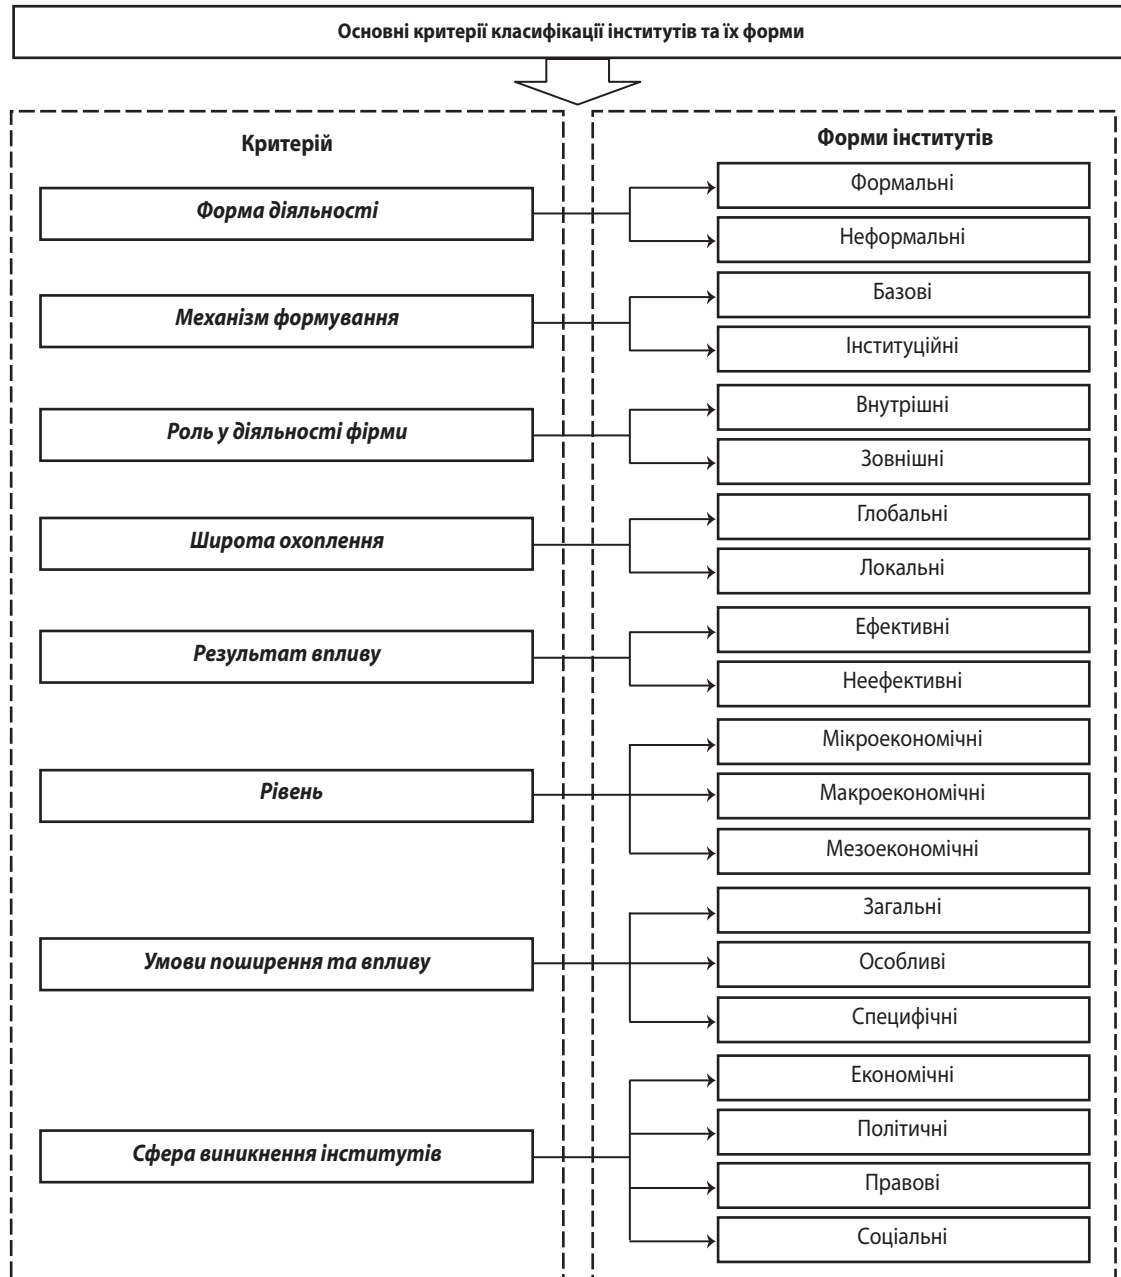 Основні критерії класифікації інститутів та їх форми
Критерій
Форми інститутів
Форма діяльності
Формальні
Неформальні
Механізм формування
Базові
Інституційні
Роль у діяльності фірми
Внутрішні
Зовнішні
Широта охоплення
Глобальні
Локальні
Результат впливу
Ефективні
Неефективні
Рівень
Мікроекономічні
Макроекономічні
Мезоекономічні
Умови поширення та впливу
Загальні
Особливі
Специфічні
Сфера виникнення інститутів
Економічні
Політичні
Правові
Соціальні